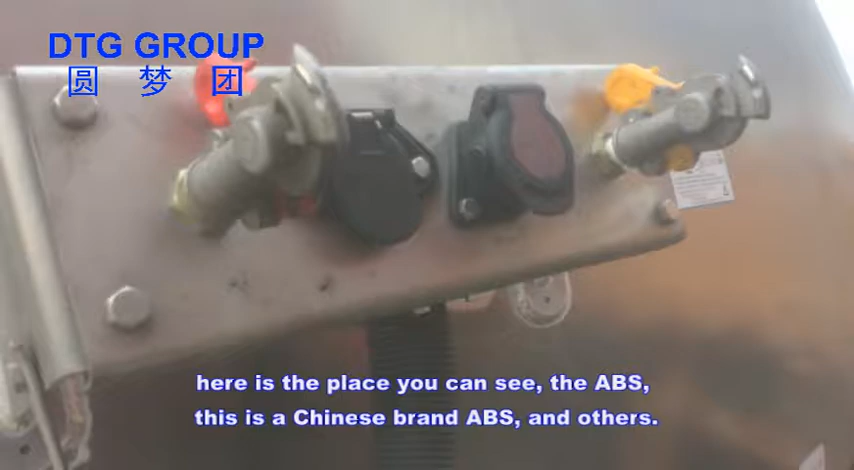 DTG GROUP
圆 梦 团
here is the place you can see, the ABS,
this is a Chinese brand ABS, and others.